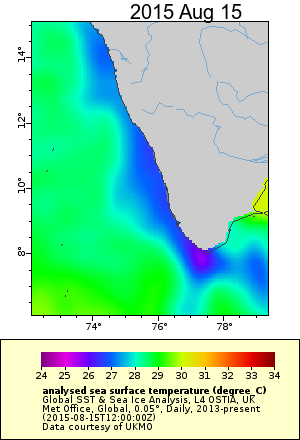 2015 Aug 15
14°
12°
10°
8°
74° 76° 78°
24 25 26 27 28 29 30 31 32 33 34
analysed sea surface temperature (degree_C)
Global SST & Sea Ice Analysis, L4 OSTIA, UK
Met Office, Global, 0.05°, Daily, 2013-present
(2015-08-15T12:00:00Z)
Data courtesy of UKMO